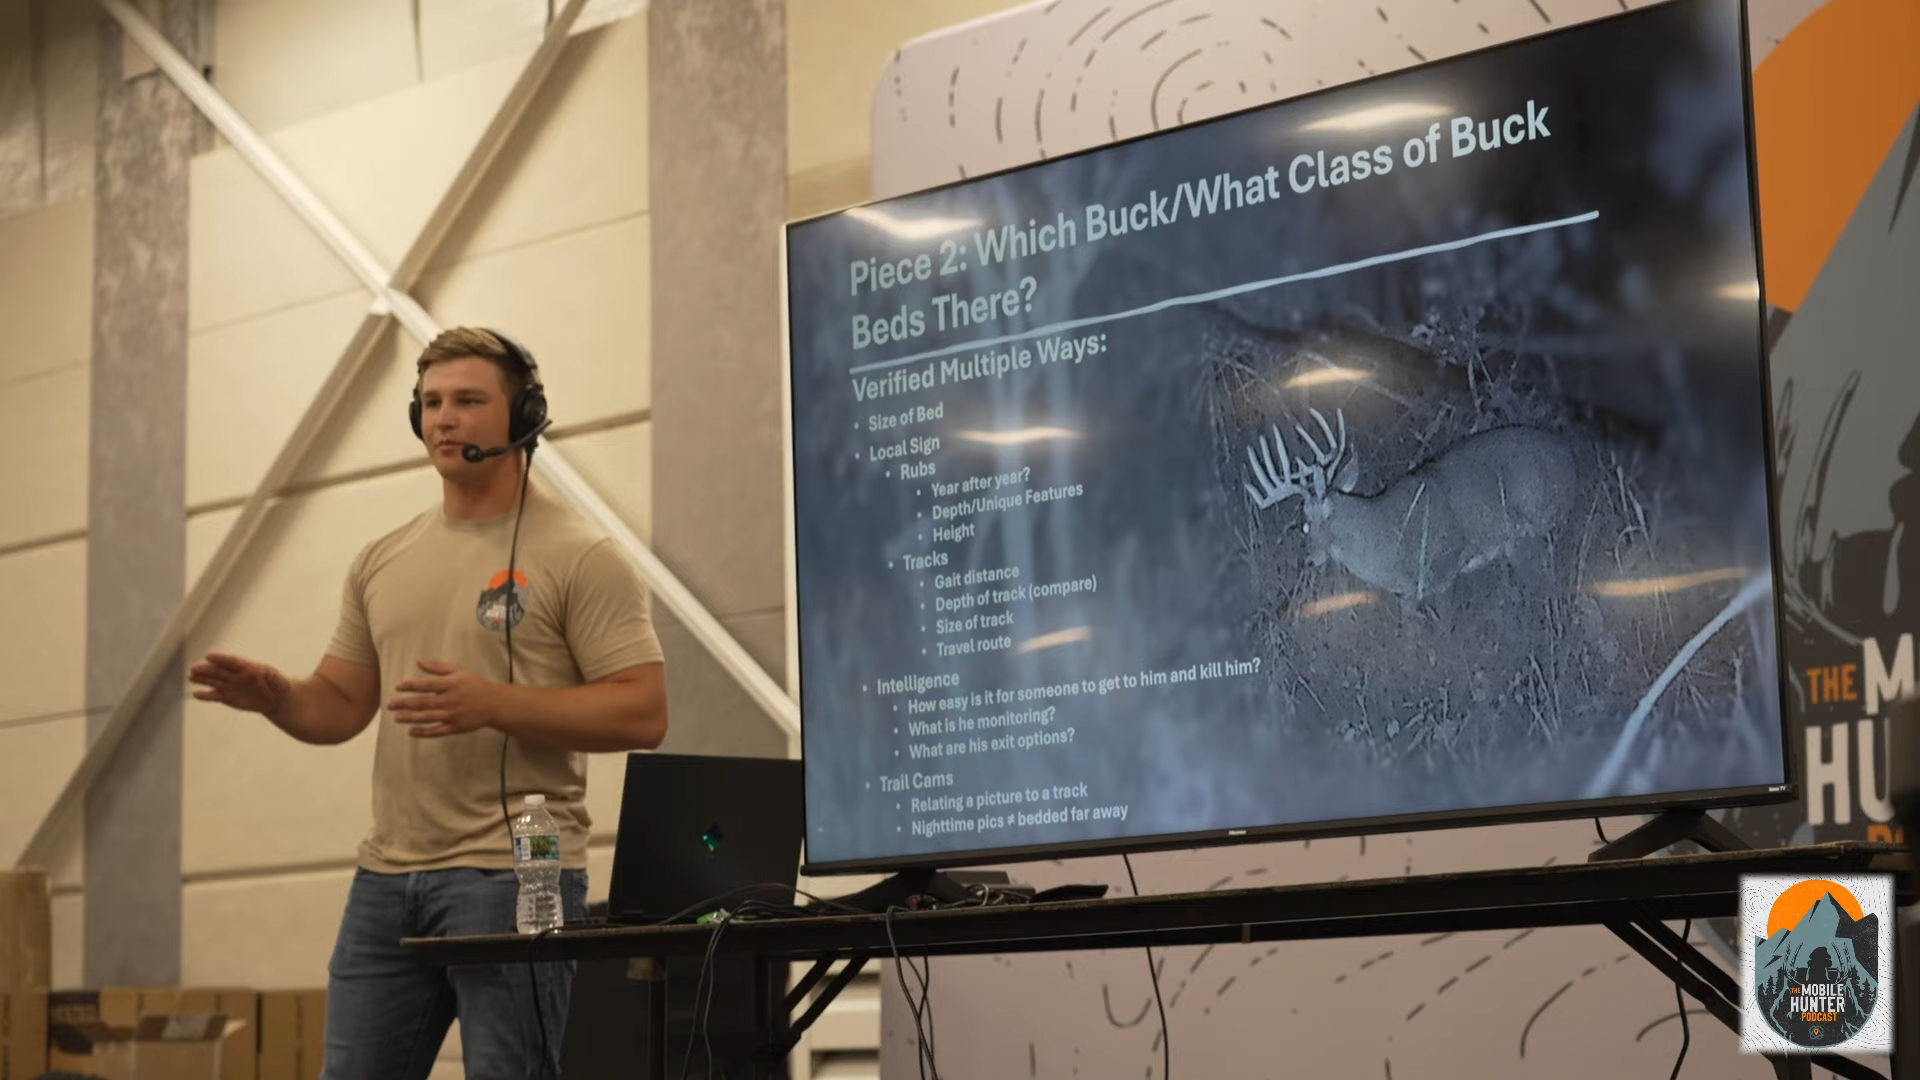 Piece 2: Which Buck/What Class of Buck
Beds There?
Verified Multiple Ways:
• Size of Bed
• Local Sign
• Rubs
• Year after year?
• Depth/Unique Features
• Height
• Tracks
• Gait distance
• Depth of track (compare)
• Size of track
• Travel route
• Intelligence
• How easy is it for someone to get to him and kill him?
• What is he monitoring?
• What are his exit options?
• Trail Cams
• Relating a picture to a track
• Nighttime pics ≠ bedded far away
Hisense
Roku TV
THE M
HU
THE MOBILE
HUNTER
PODCAST